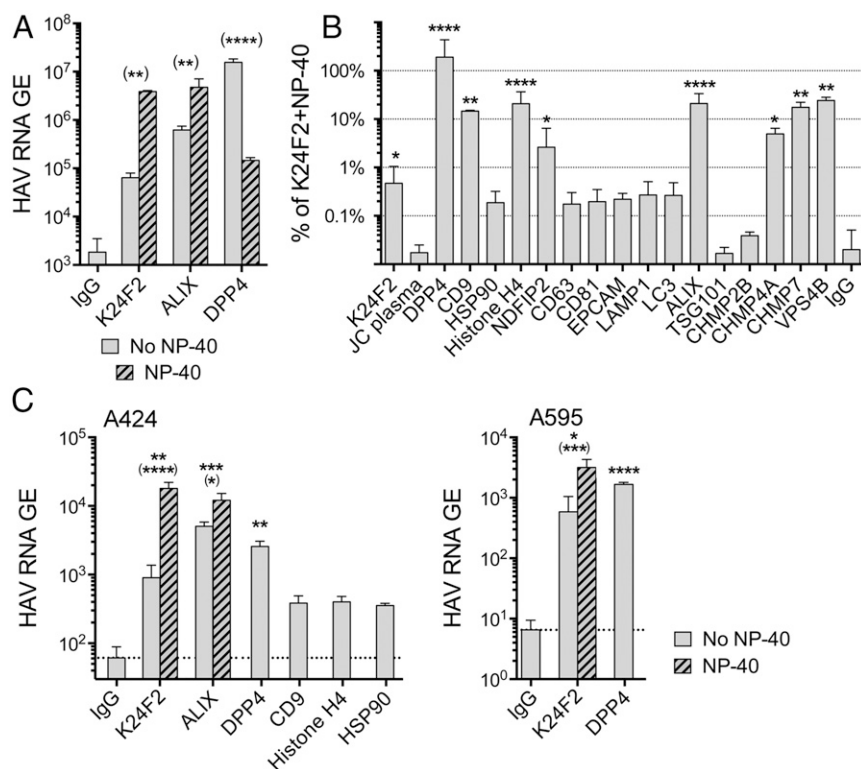 A
HAV RNA GE
10^8
10^7
10^6
10^5
10^4
10^3
(**)
(**)
(****)
IgG
K24F2
ALIX
DPP4
No NP-40
NP-40
B
% of K24F2+NP-40
100%
10%
1%
0.1%
*
****
**
****
*
****
*
**
**
K24F2
JC plasma
DPP4
CD9
HSP90
Histone H4
NDFIP2
CD63
CD81
EPCAM
LAMP1
LC3
ALIX
TSG101
CHMP2B
CHMP4A
CHMP7
VPS4B
IgG
C
A424
HAV RNA GE
10^5
10^4
10^3
10^2
**
(****)
***
(*)
**
IgG
K24F2
ALIX
DPP4
CD9
Histone H4
HSP90
A595
HAV RNA GE
10^4
10^3
10^2
10^1
10^0
*
(***)
****
IgG
K24F2
DPP4
No NP-40
NP-40